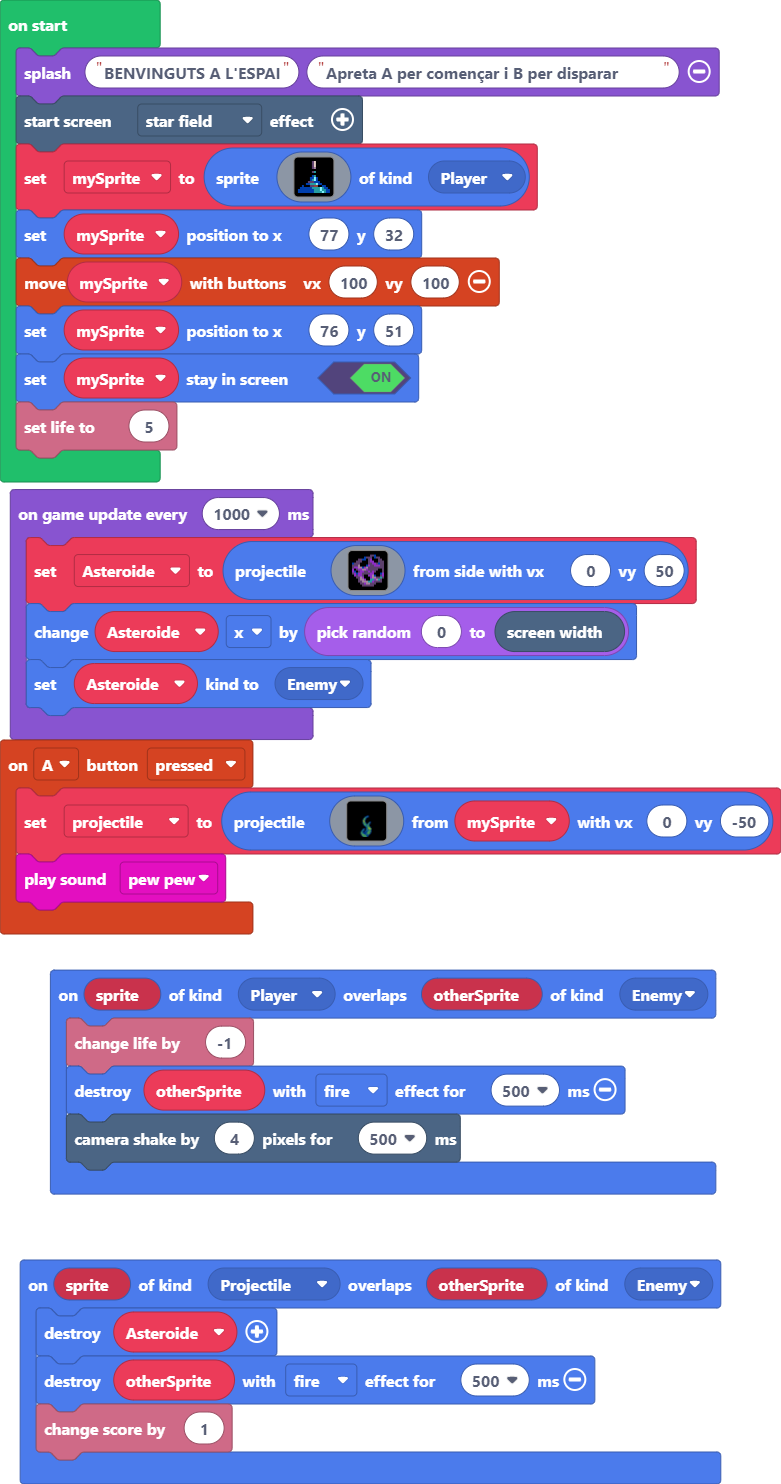 on start
splash "BENVINGUTS A L'ESPAI" "Apreta A per començar i B per disparar"
start screen star field effect
set mySprite to sprite of kind Player
set mySprite position to x 77 y 32
move mySprite with buttons vx 100 vy 100
set mySprite position to x 76 y 51
set mySprite stay in screen ON
set life to 5
on game update every 1000 ms
set Asteroide to projectile from side with vx 0 vy 50
change Asteroide x by pick random 0 to screen width
set Asteroide kind to Enemy
on A button pressed
set projectile to projectile from mySprite with vx 0 vy -50
play sound pew pew
on sprite of kind Player overlaps otherSprite of kind Enemy
change life by -1
destroy otherSprite with fire effect for 500 ms
camera shake by 4 pixels for 500 ms
on sprite of kind Projectile overlaps otherSprite of kind Enemy
destroy Asteroide
destroy otherSprite with fire effect for 500 ms
change score by 1